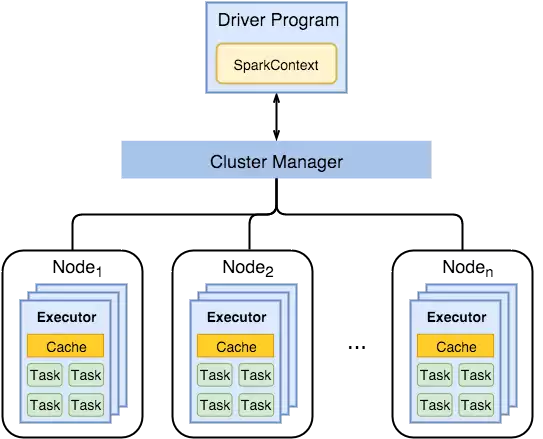 Driver Program
SparkContext
Cluster Manager
Node1
Executor
Cache
Task Task
Task Task
Node2
Executor
Cache
Task Task
Task Task
...
Noden
Executor
Cache
Task Task
Task Task